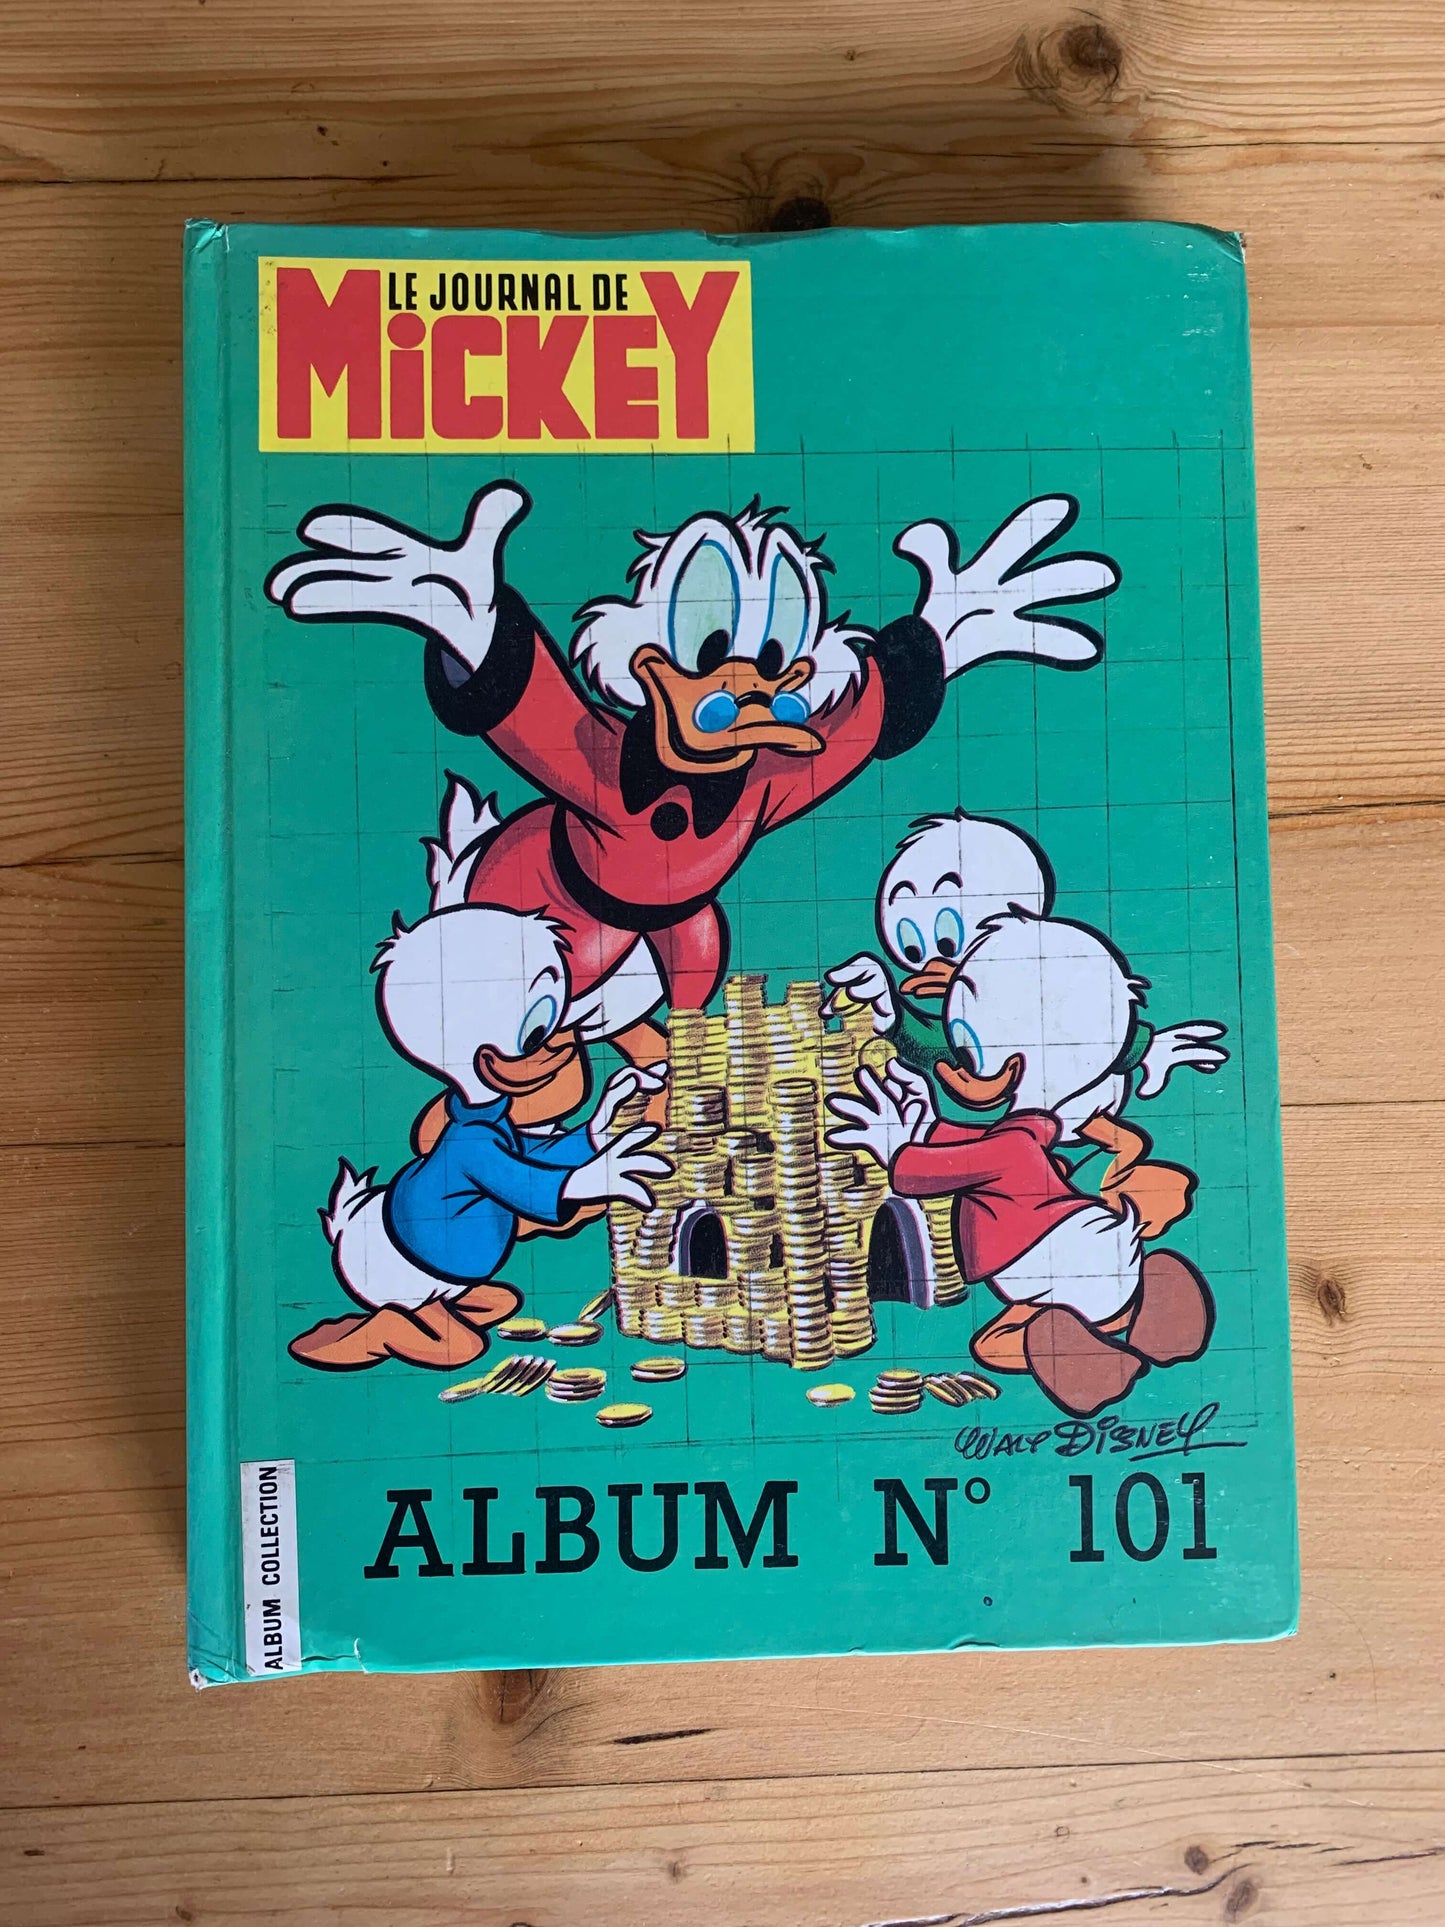 LE JOURNAL DE
MiCKEY
WALT DISNEY
ALBUM N° 101
ALBUM COLLECTION